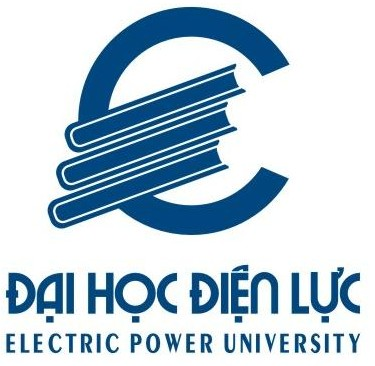 ĐẠI HỌC ĐIỆN LỰC
ELECTRIC POWER UNIVERSITY